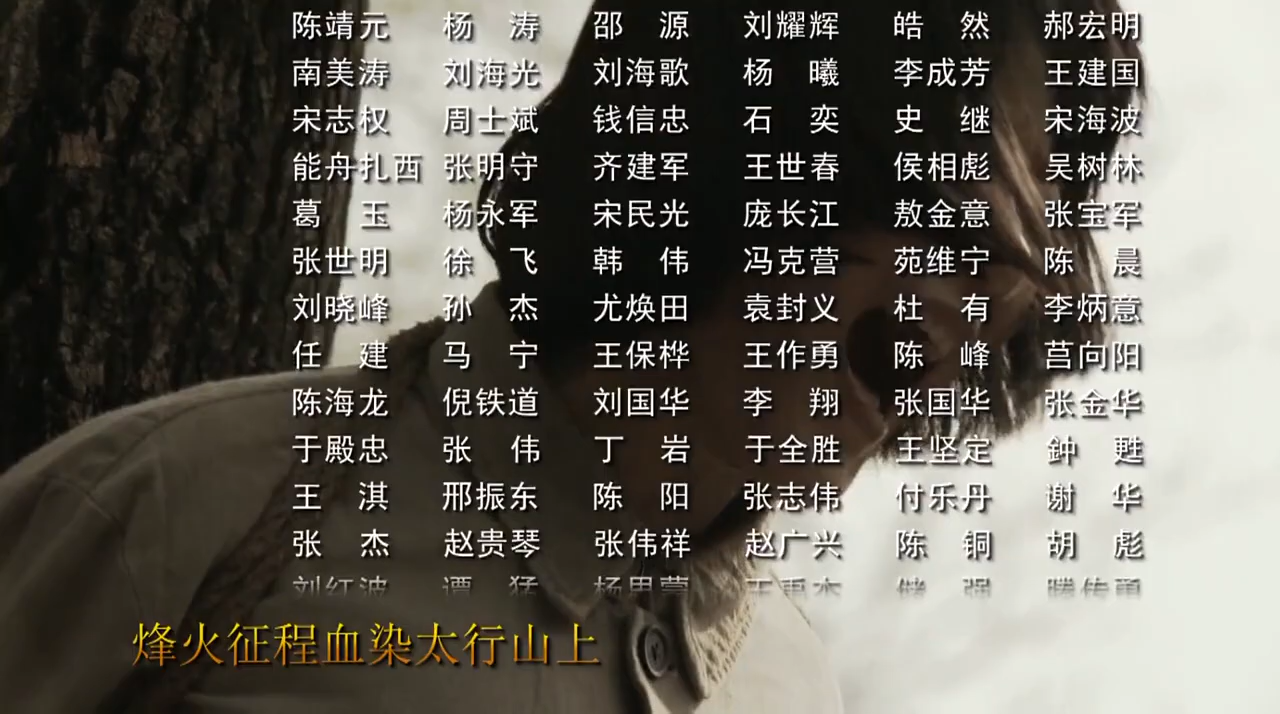 陈靖元 杨涛 邵源 刘耀辉 皓然 郝宏明
南美涛 刘海光 刘海歌 杨曦 李成芳 王建国
宋志权 周士斌 钱信忠 石奕 史继 宋海波
能舟扎西 张明守 齐建军 王世春 侯相彪 吴树林
葛玉 杨永军 宋民光 庞长江 敖金意 张宝军
张世明 徐飞 韩伟 冯克营 苑维宁 陈晨
刘晓峰 孙杰 尤焕田 袁封义 杜有 李炳意
任建 马宁 王保桦 王作勇 陈峰 莒向阳
陈海龙 倪铁道 刘国华 李翔 张国华 张金华
于殿忠 张伟 丁岩 于全胜 王坚定 鈡甦
王淇 邢振东 陈阳 张志伟 付乐丹 谢华
张杰 赵贵琴 张伟祥 赵广兴 陈铜 胡彪
刘红波 谭猛
烽火征程血染太行山上